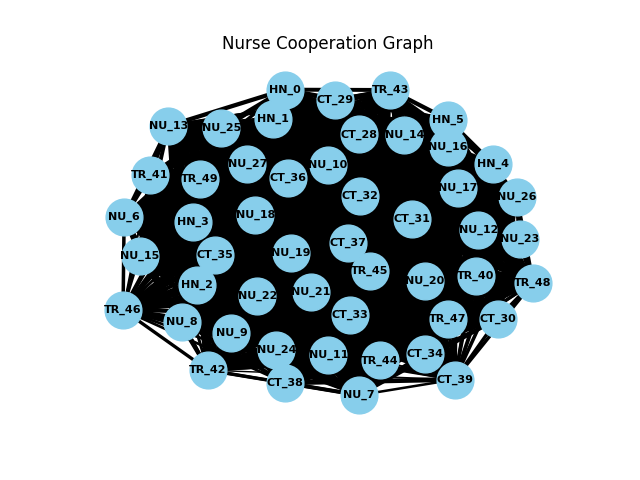 Nurse Cooperation Graph
HN_0
TR_43
CT_29
HN_1
HN_5
NU_13
NU_25
CT_28
NU_14
NU_16
NU_27
NU_10
HN_4
TR_41
TR_49
CT_36
NU_17
CT_32
NU_26
NU_6
HN_3
NU_18
CT_31
NU_12
NU_23
CT_37
NU_15
CT_35
NU_19
TR_45
HN_2
NU_20
TR_40
TR_48
NU_22
NU_21
TR_46
NU_8
CT_33
TR_47
CT_30
NU_9
NU_24
NU_11
TR_44
CT_34
TR_42
CT_38
CT_39
NU_7